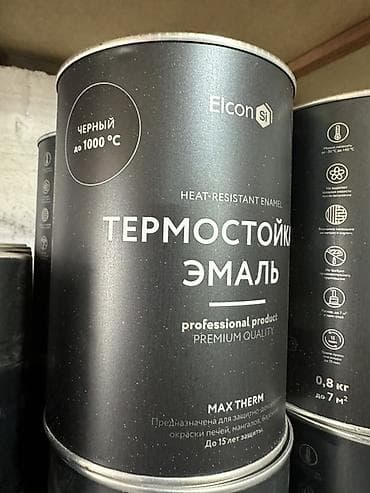 Elcon Si
ЧЕРНЫЙ
до 1000 °C
HEAT-RESISTANT ENAMEL
ТЕРМОСТОЙК
ЭМАЛЬ
professional product
PREMIUM QUALITY
MAX THERM
Предназначена для защитно-
окраски печей, мангалов,
До 15 лет защиты.
0,8 кг
до 7 м²